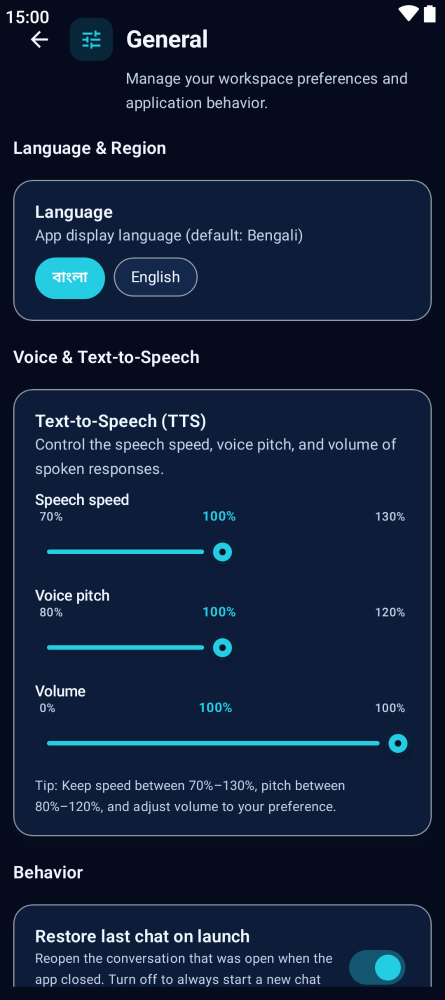 15:00
General
Manage your workspace preferences and
application behavior.
Language & Region
Language
App display language (default: Bengali)
বাংলা English
Voice & Text-to-Speech
Text-to-Speech (TTS)
Control the speech speed, voice pitch, and volume of
spoken responses.
Speech speed
70% 100% 130%
Voice pitch
80% 100% 120%
Volume
0% 100% 100%
Tip: Keep speed between 70%–130%, pitch between
80%–120%, and adjust volume to your preference.
Behavior
Restore last chat on launch
Reopen the conversation that was open when the
app closed. Turn off to always start a new chat